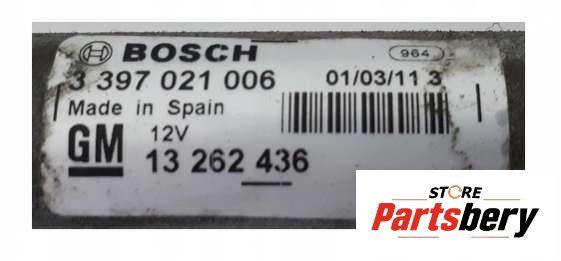 BOSCH 964
3 397 021 006 01/03/11 3
Made in Spain
12V
GM 13 262 436
STORE
Partsbery